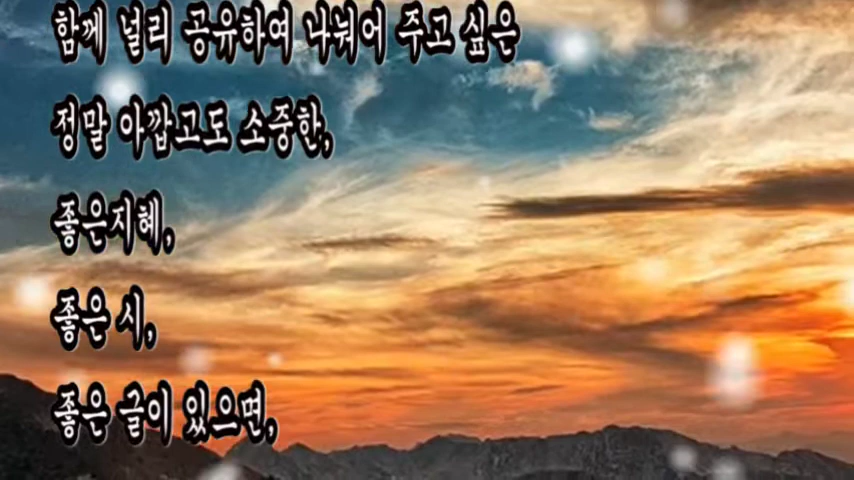 함께 널리 공유하여 나눠어 주고 싶은
정말 아깝고도 소중한,
좋은지혜,
좋은 시,
좋은 글이 있으면,